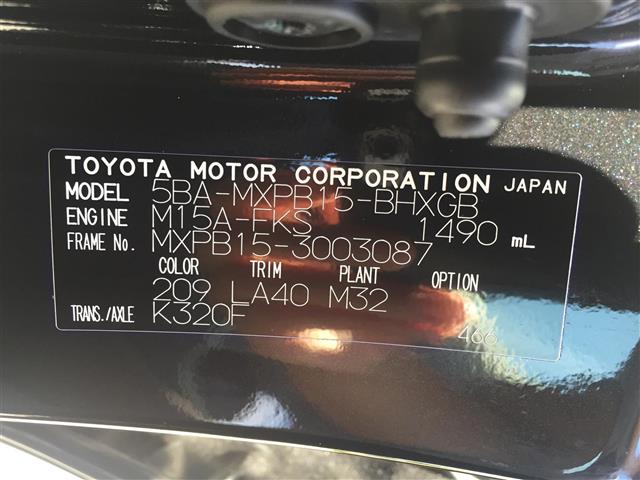 TOYOTA MOTOR CORPORATION JAPAN
MODEL 5BA-MXPB15-BHXGB
ENGINE M15A-FKS 1490 mL
FRAME No. MXPB15-3003087
COLOR TRIM PLANT OPTION
209 LA40 M32
TRANS./AXLE K320F 466